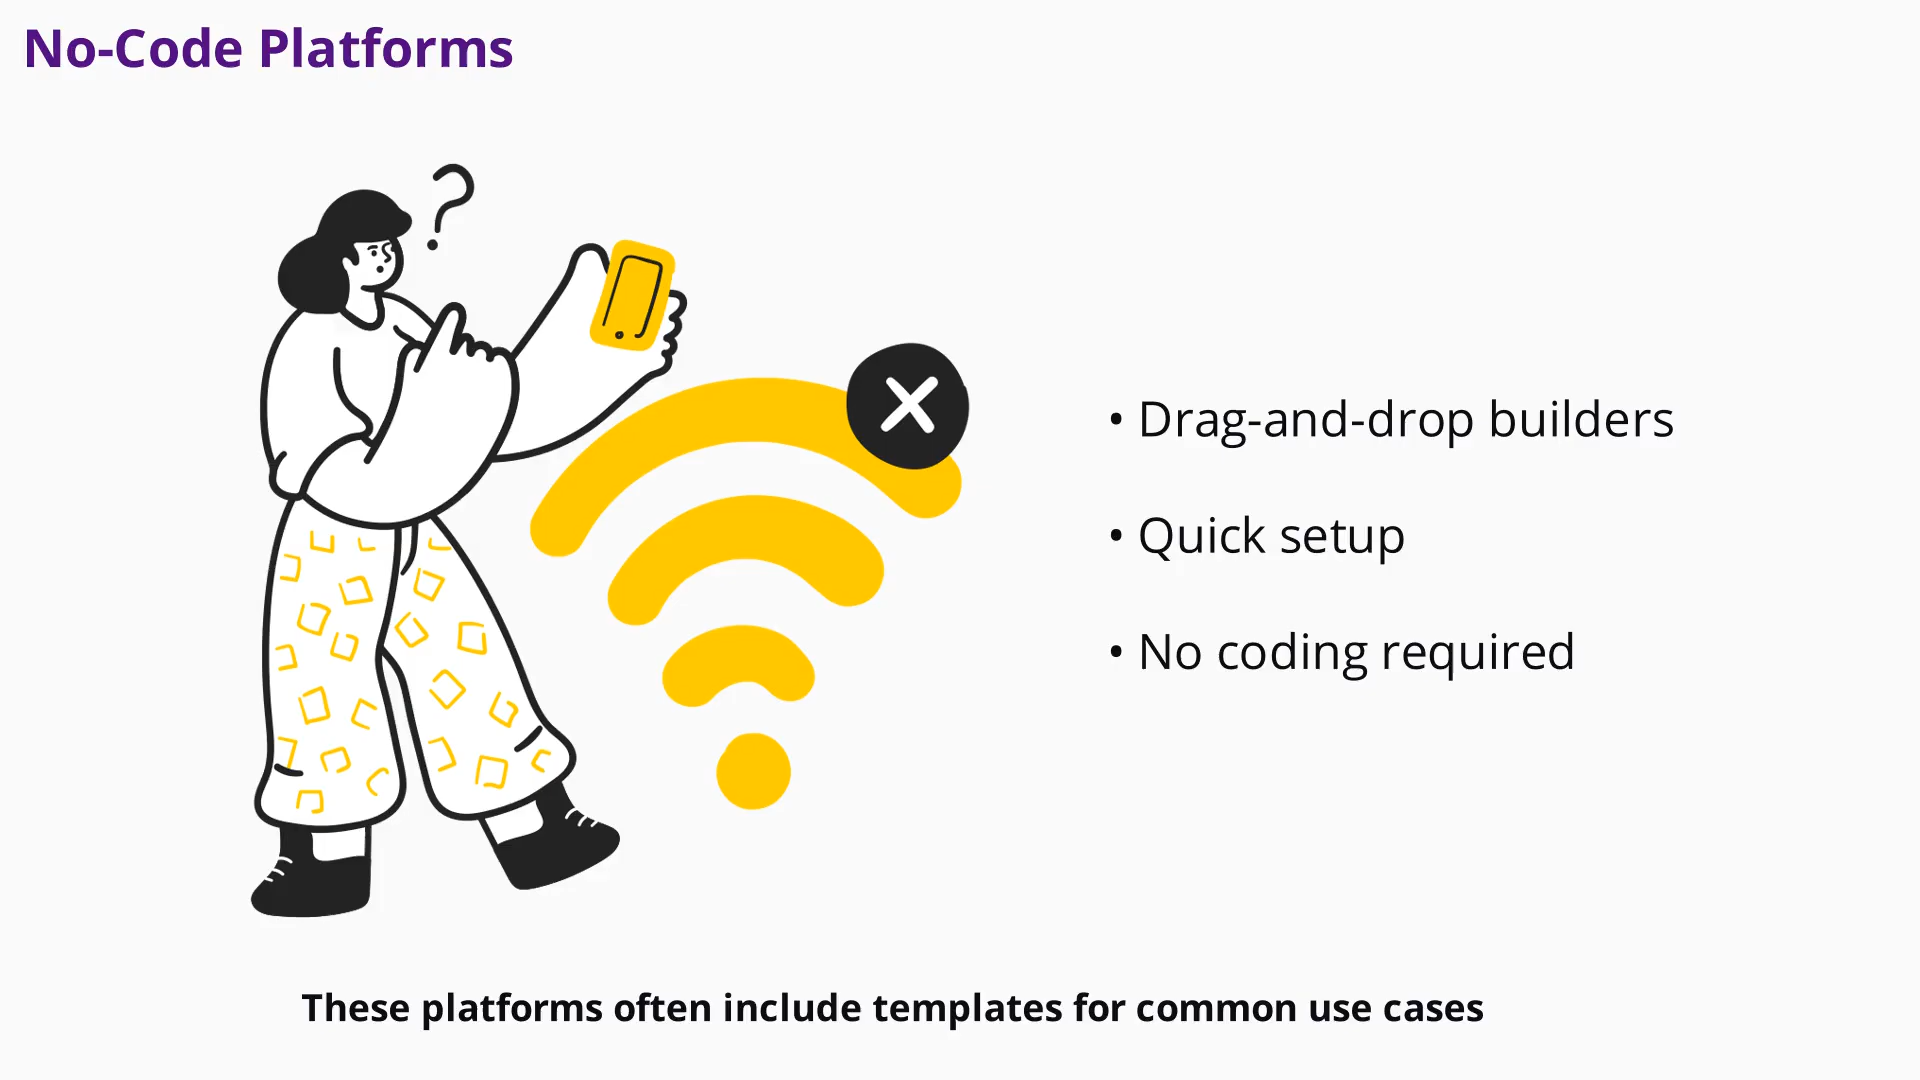 No-Code Platforms
?
• Drag-and-drop builders
• Quick setup
• No coding required
These platforms often include templates for common use cases